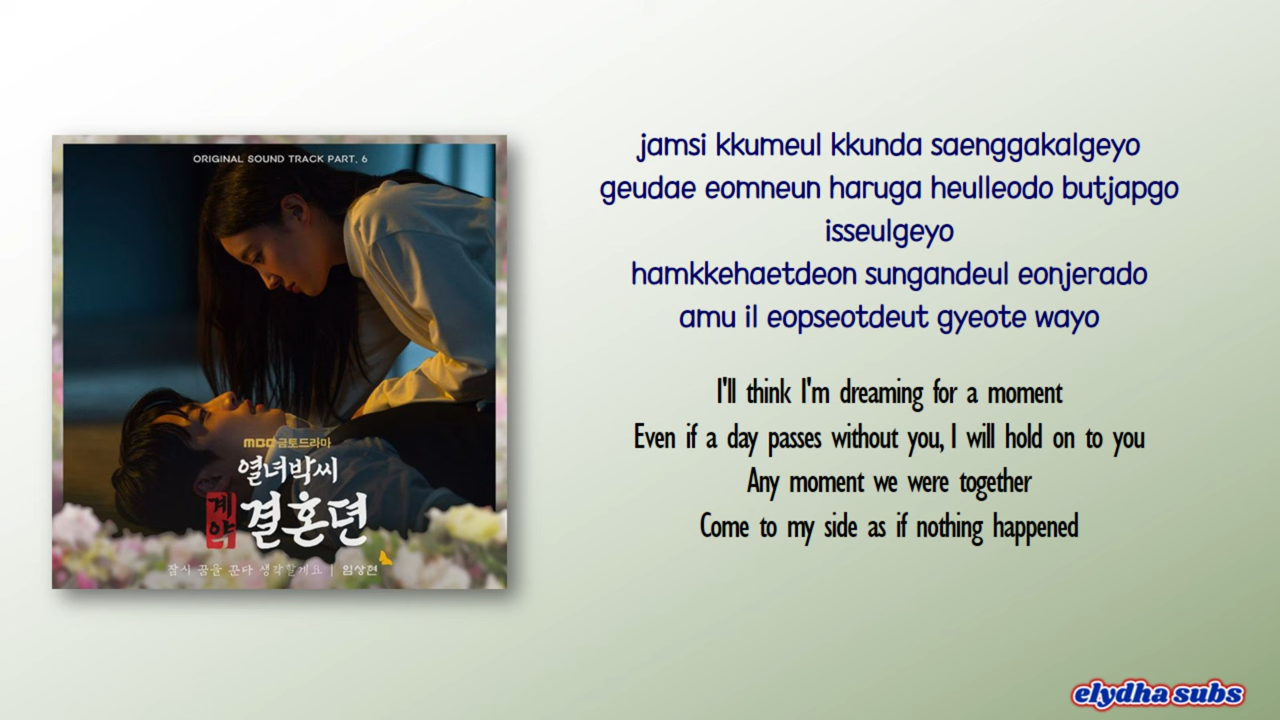 ORIGINAL SOUND TRACK PART. 6
MBC금토드라마
열녀박씨
계약
결혼뎐
잠시 꿈을 꾼다 생각할게요 | 임상현
jamsi kkumeul kkunda saenggakalgeyo
geudae eomneun haruga heulleodo butjapgo
isseulgeyo
hamkkehaetdeon sungandeul eonjerado
amu il eopseotdeut gyeote wayo
I'll think I'm dreaming for a moment
Even if a day passes without you, I will hold on to you
Any moment we were together
Come to my side as if nothing happened
elydha subs